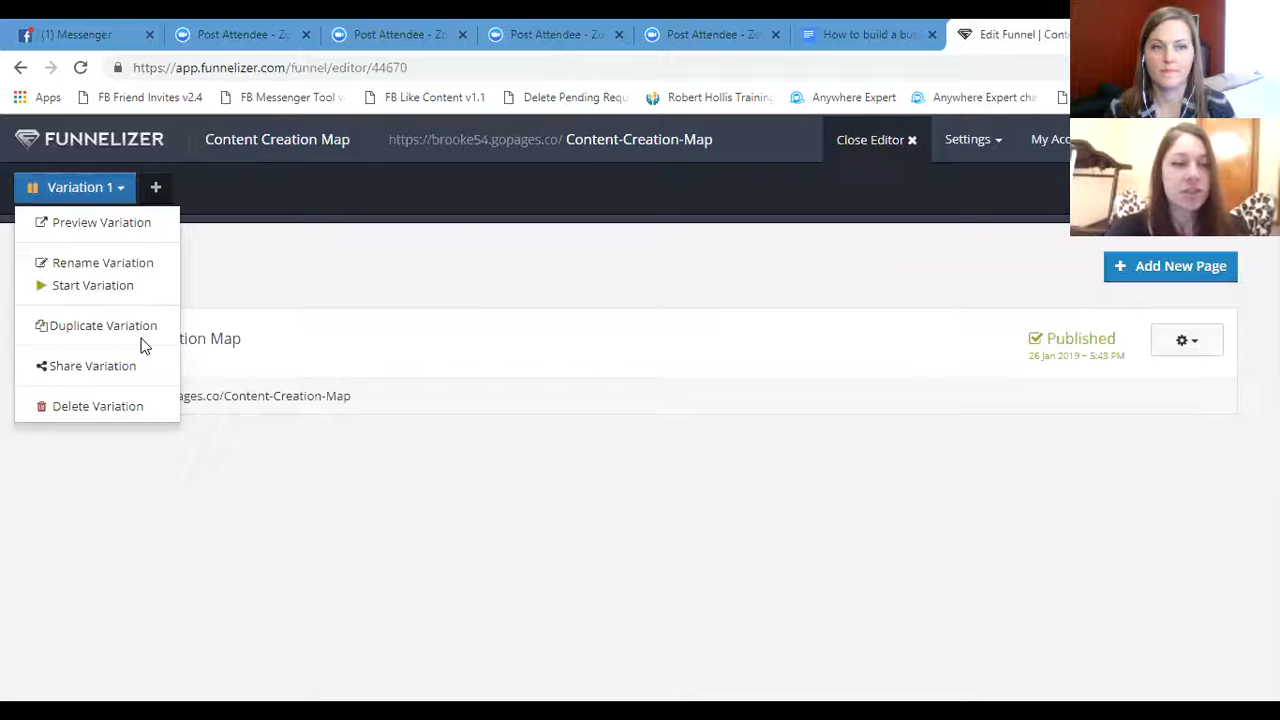 (1) Messenger
Post Attendee - Zo
Post Attendee - Zo
Post Attendee - Zo
Post Attendee - Zo
How to build a bus
Edit Funnel | Cont
https://app.funnelizer.com/funnel/editor/44670
Apps
FB Friend Invites v2.4
FB Messenger Tool v
FB Like Content v1.1
Delete Pending Requ
Robert Hollis Training
Anywhere Expert
Anywhere Expert cha
FUNNELIZER
Content Creation Map
https://brooke54.gopages.co/ Content-Creation-Map
Close Editor
Settings
My Acc
Variation 1
Preview Variation
Rename Variation
Start Variation
Duplicate Variation
Share Variation
Delete Variation
+ Add New Page
tion Map
Published
26 Jan 2019 – 5:43 PM
ages.co/Content-Creation-Map